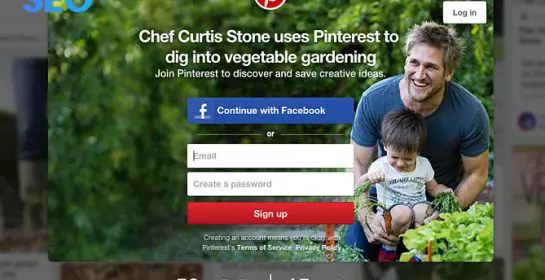 SEO
Log in
Chef Curtis Stone uses Pinterest to
dig into vegetable gardening
Join Pinterest to discover and save creative ideas.
f Continue with Facebook
or
Email
Create a password
Sign up
Creating an account means you're okay with
Pinterest's Terms of Service, Privacy Policy